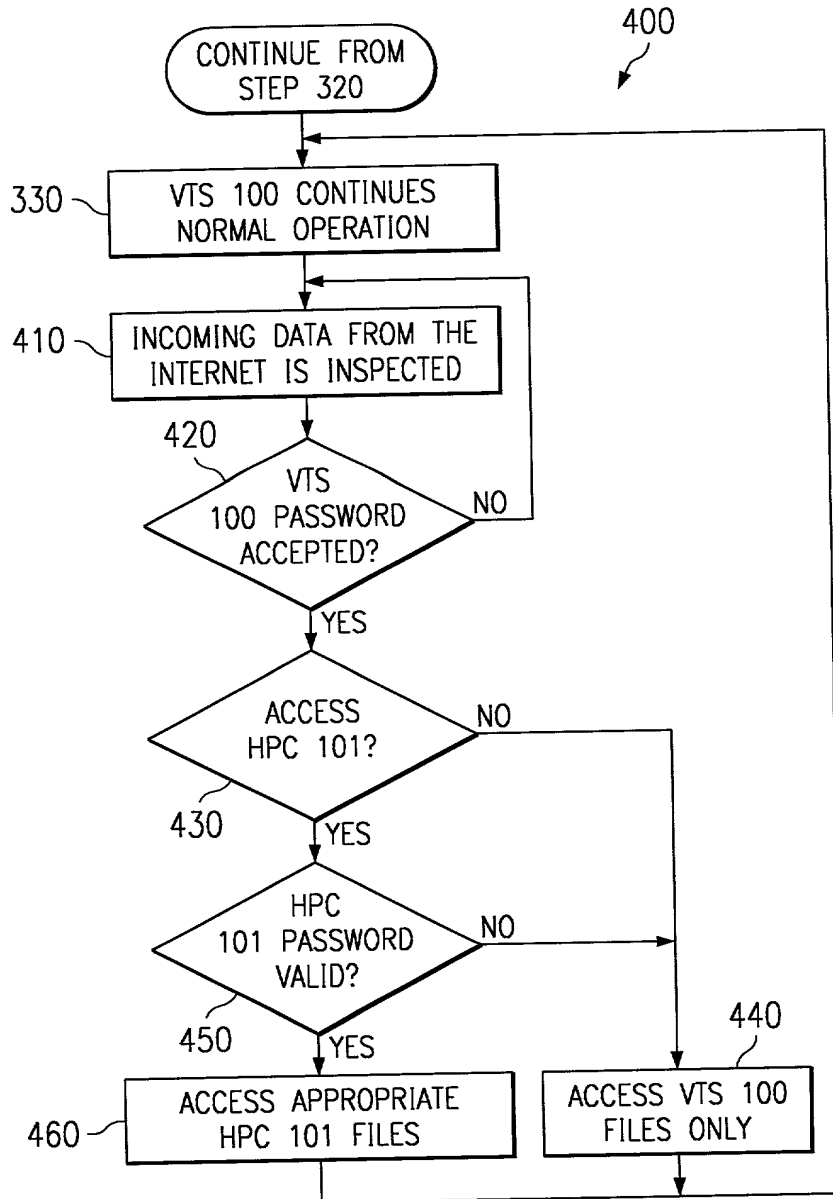 400
CONTINUE FROM
STEP 320
330
VTS 100 CONTINUES
NORMAL OPERATION
410
INCOMING DATA FROM THE
INTERNET IS INSPECTED
420
VTS
100 PASSWORD
ACCEPTED?
NO
YES
ACCESS
HPC 101?
NO
430
YES
HPC
101 PASSWORD
VALID?
NO
450
YES
440
460
ACCESS APPROPRIATE
HPC 101 FILES
ACCESS VTS 100
FILES ONLY